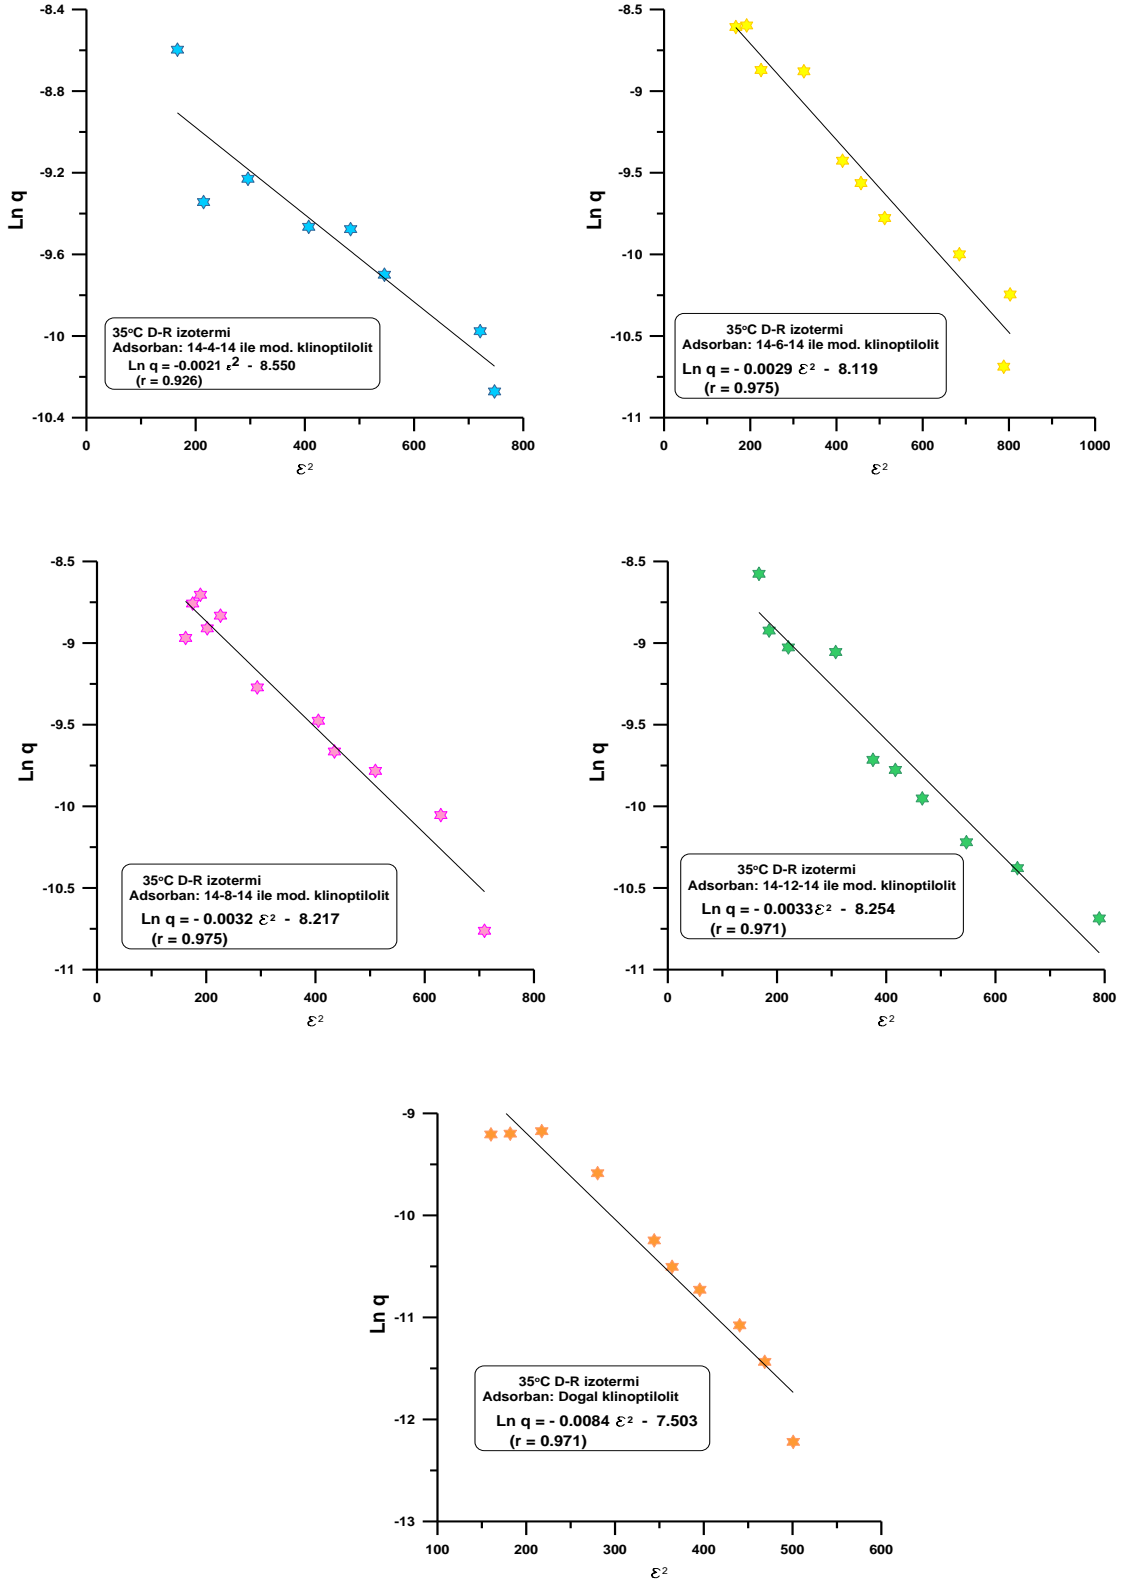 -8.4
-8.8
-9.2
-9.6
-10
-10.4
Ln q
35°C D-R izotermi
Adsorban: 14-4-14 ile mod. klinoptilolit
Ln q = -0.0021 ε² - 8.550
(r = 0.926)
0 200 400 600 800
ε²
-8.5
-9
-9.5
-10
-10.5
-11
Ln q
35°C D-R izotermi
Adsorban: 14-6-14 ile mod. klinoptilolit
Ln q = - 0.0029 ε² - 8.119
(r = 0.975)
0 200 400 600 800 1000
ε²
-8.5
-9
-9.5
-10
-10.5
-11
Ln q
35°C D-R izotermi
Adsorban: 14-8-14 ile mod. klinoptilolit
Ln q = - 0.0032 ε² - 8.217
(r = 0.975)
0 200 400 600 800
ε²
-8.5
-9
-9.5
-10
-10.5
-11
Ln q
35°C D-R izotermi
Adsorban: 14-12-14 ile mod. klinoptilolit
Ln q = - 0.0033 ε² - 8.254
(r = 0.971)
0 200 400 600 800
ε²
-9
-10
-11
-12
-13
Ln q
35°C D-R izotermi
Adsorban: Dogal klinoptilolit
Ln q = - 0.0084 ε² - 7.503
(r = 0.971)
100 200 300 400 500 600
ε²